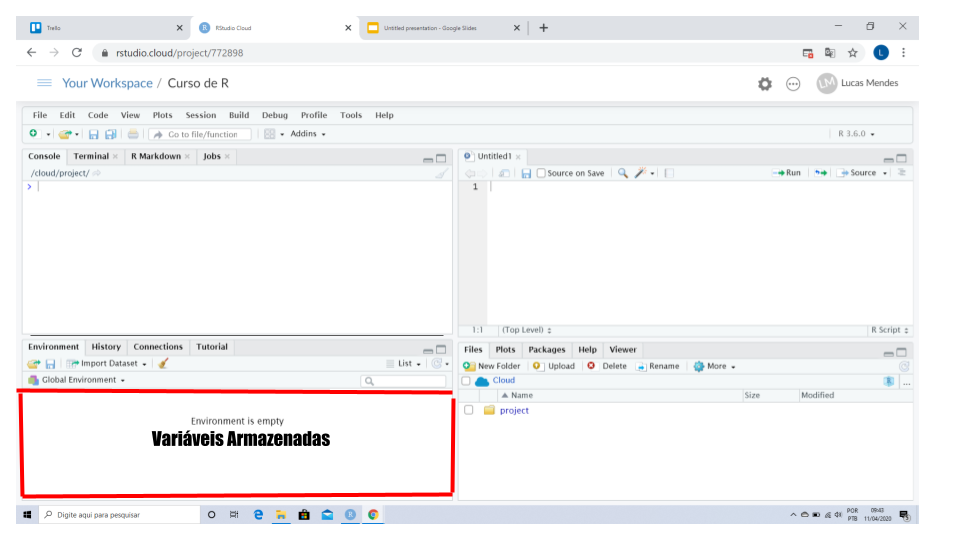 Trello
RStudio Cloud
Untitled presentation - Google Slides
rstudio.cloud/project/772898
L
Your Workspace / Curso de R
LM Lucas Mendes
File Edit Code View Plots Session Build Debug Profile Tools Help
Go to file/function Addins R 3.6.0
Console Terminal R Markdown Jobs
/cloud/project/
>
Untitled1
Source on Save Run Source
1
1:1 (Top Level) R Script
Environment History Connections Tutorial
Import Dataset List
Global Environment
Environment is empty
Variáveis Armazenadas
Files Plots Packages Help Viewer
New Folder Upload Delete Rename More
Cloud ...
Name Size Modified
project
Digite aqui para pesquisar
POR 09:43
PTB 11/04/2020